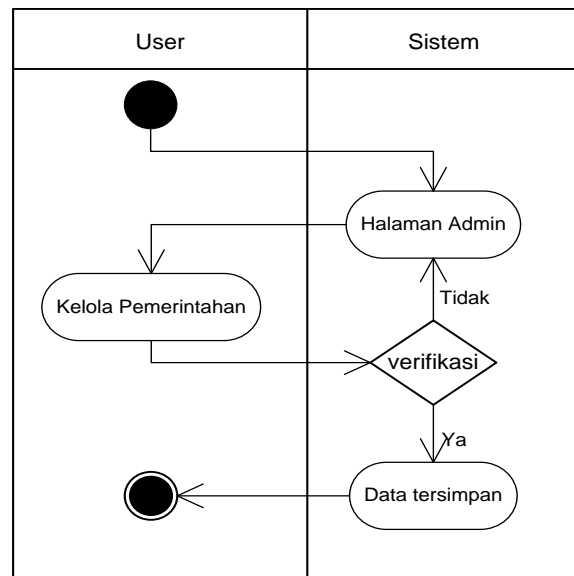 User
Sistem
Halaman Admin
Kelola Pemerintahan
Tidak
verifikasi
Ya
Data tersimpan